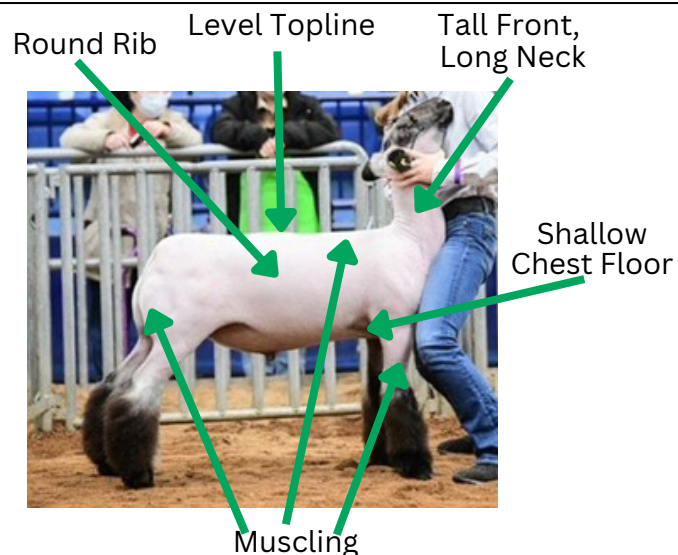 Round Rib
Level Topline
Tall Front,
Long Neck
Shallow
Chest Floor
Muscling